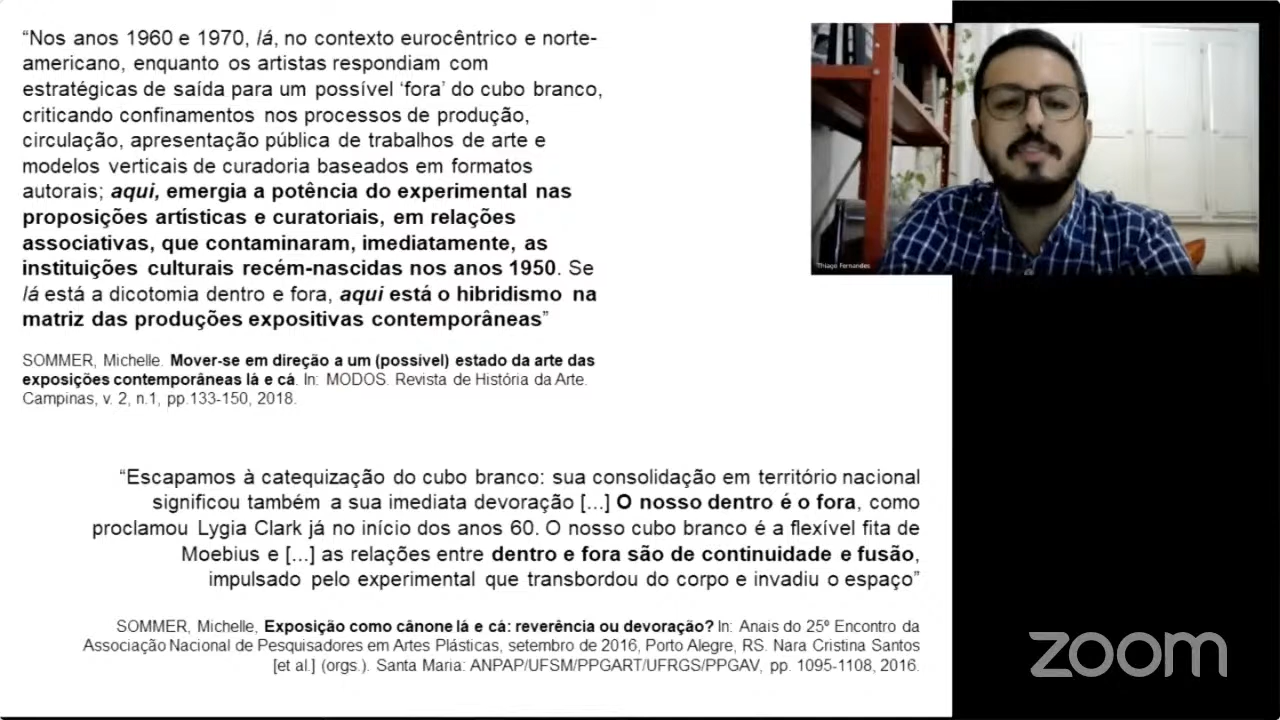 “Nos anos 1960 e 1970, lá, no contexto eurocêntrico e norte-
americano, enquanto os artistas respondiam com
estratégicas de saída para um possível ‘fora’ do cubo branco,
criticando confinamentos nos processos de produção,
circulação, apresentação pública de trabalhos de arte e
modelos verticais de curadoria baseados em formatos
autorais; aqui, emergia a potência do experimental nas
proposições artísticas e curatoriais, em relações
associativas, que contaminaram, imediatamente, as
instituições culturais recém-nascidas nos anos 1950. Se
lá está a dicotomia dentro e fora, aqui está o hibridismo na
matriz das produções expositivas contemporâneas”
SOMMER, Michelle. Mover-se em direção a um (possível) estado da arte das
exposições contemporâneas lá e cá. In: MODOS. Revista de História da Arte.
Campinas, v. 2, n.1, pp.133-150, 2018.
“Escapamos à catequização do cubo branco: sua consolidação em território nacional
significou também a sua imediata devoração [...] O nosso dentro é o fora, como
proclamou Lygia Clark já no início dos anos 60. O nosso cubo branco é a flexível fita de
Moebius e [...] as relações entre dentro e fora são de continuidade e fusão,
impulsado pelo experimental que transbordou do corpo e invadiu o espaço”
SOMMER, Michelle, Exposição como cânone lá e cá: reverência ou devoração? In: Anais do 25º Encontro da
Associação Nacional de Pesquisadores em Artes Plásticas, setembro de 2016, Porto Alegre, RS. Nara Cristina Santos
[et al.] (orgs.). Santa Maria: ANPAP/UFSM/PPGART/UFRGS/PPGAV, pp. 1095-1108, 2016.
Thiago Fernandes
zoom